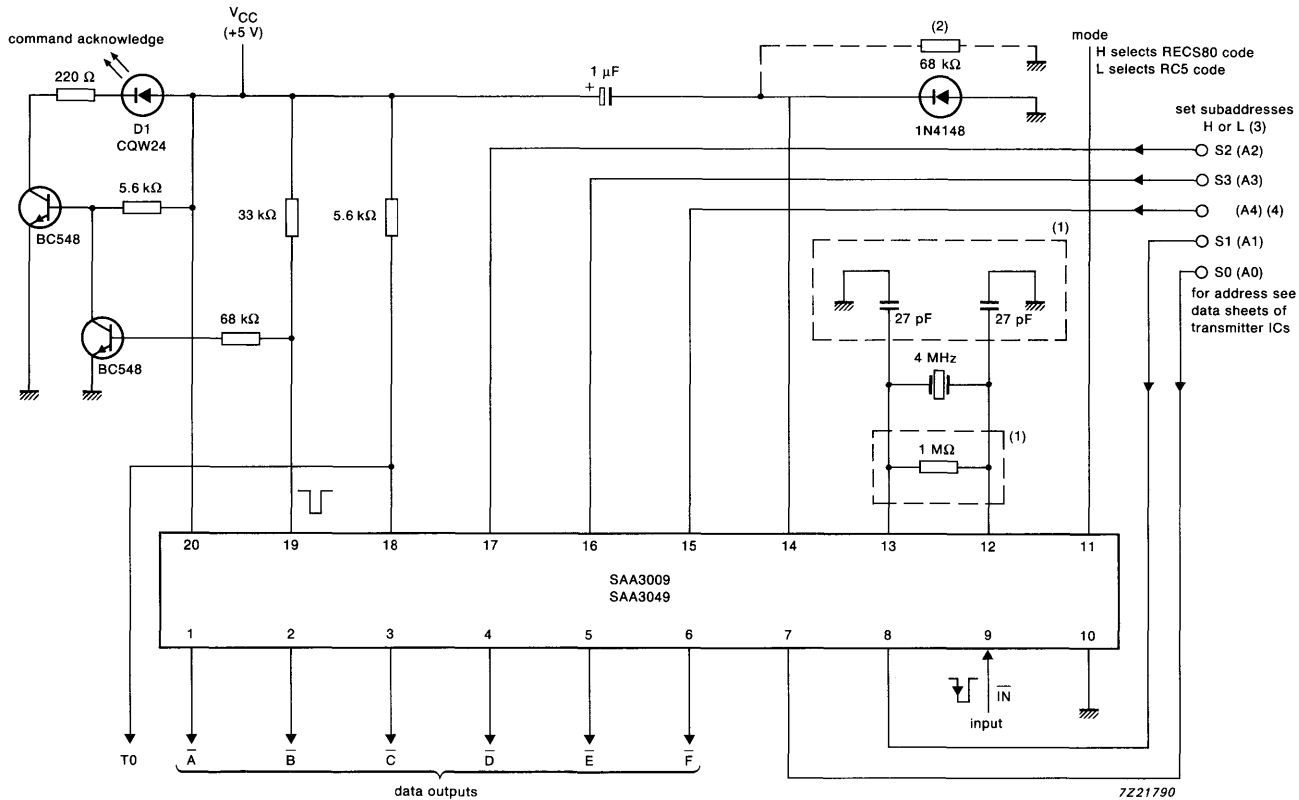 VCC
(+5 V)
command acknowledge
220 Ω
D1
CQW24
1 μF
+
(2)
68 kΩ
1N4148
mode
H selects RECS80 code
L selects RC5 code
set subaddresses
H or L (3)
S2 (A2)
S3 (A3)
(A4) (4)
S1 (A1)
S0 (A0)
for address see
data sheets of
transmitter ICs
5.6 kΩ
BC548
33 kΩ
5.6 kΩ
68 kΩ
BC548
(1)
27 pF
27 pF
4 MHz
(1)
1 MΩ
20 19 18 17 16 15 14 13 12 11
SAA3009
SAA3049
1 2 3 4 5 6 7 8 9 10
I̅N̅
input
T0 A̅ B̅ C̅ D̅ E̅ F̅
data outputs
7Z21790